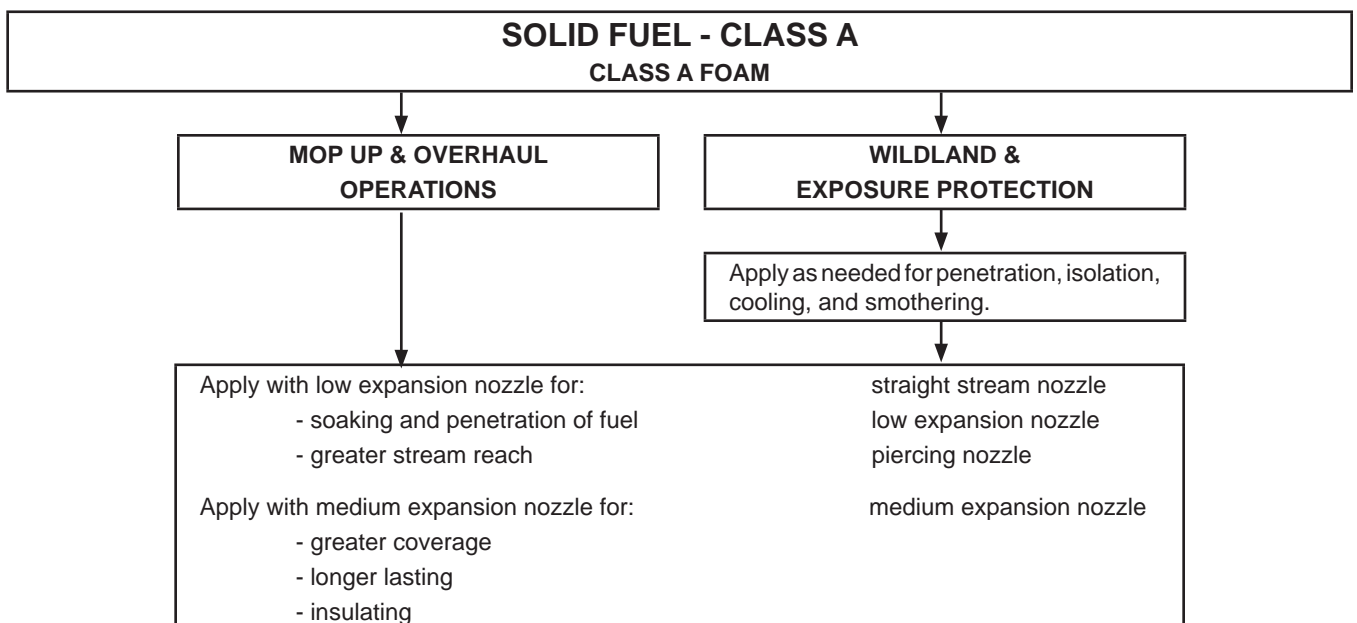 SOLID FUEL - CLASS A
CLASS A FOAM
MOP UP & OVERHAUL
OPERATIONS
WILDLAND &
EXPOSURE PROTECTION
Apply as needed for penetration, isolation,
cooling, and smothering.
Apply with low expansion nozzle for:
- soaking and penetration of fuel
- greater stream reach
Apply with medium expansion nozzle for:
- greater coverage
- longer lasting
- insulating
straight stream nozzle
low expansion nozzle
piercing nozzle
medium expansion nozzle